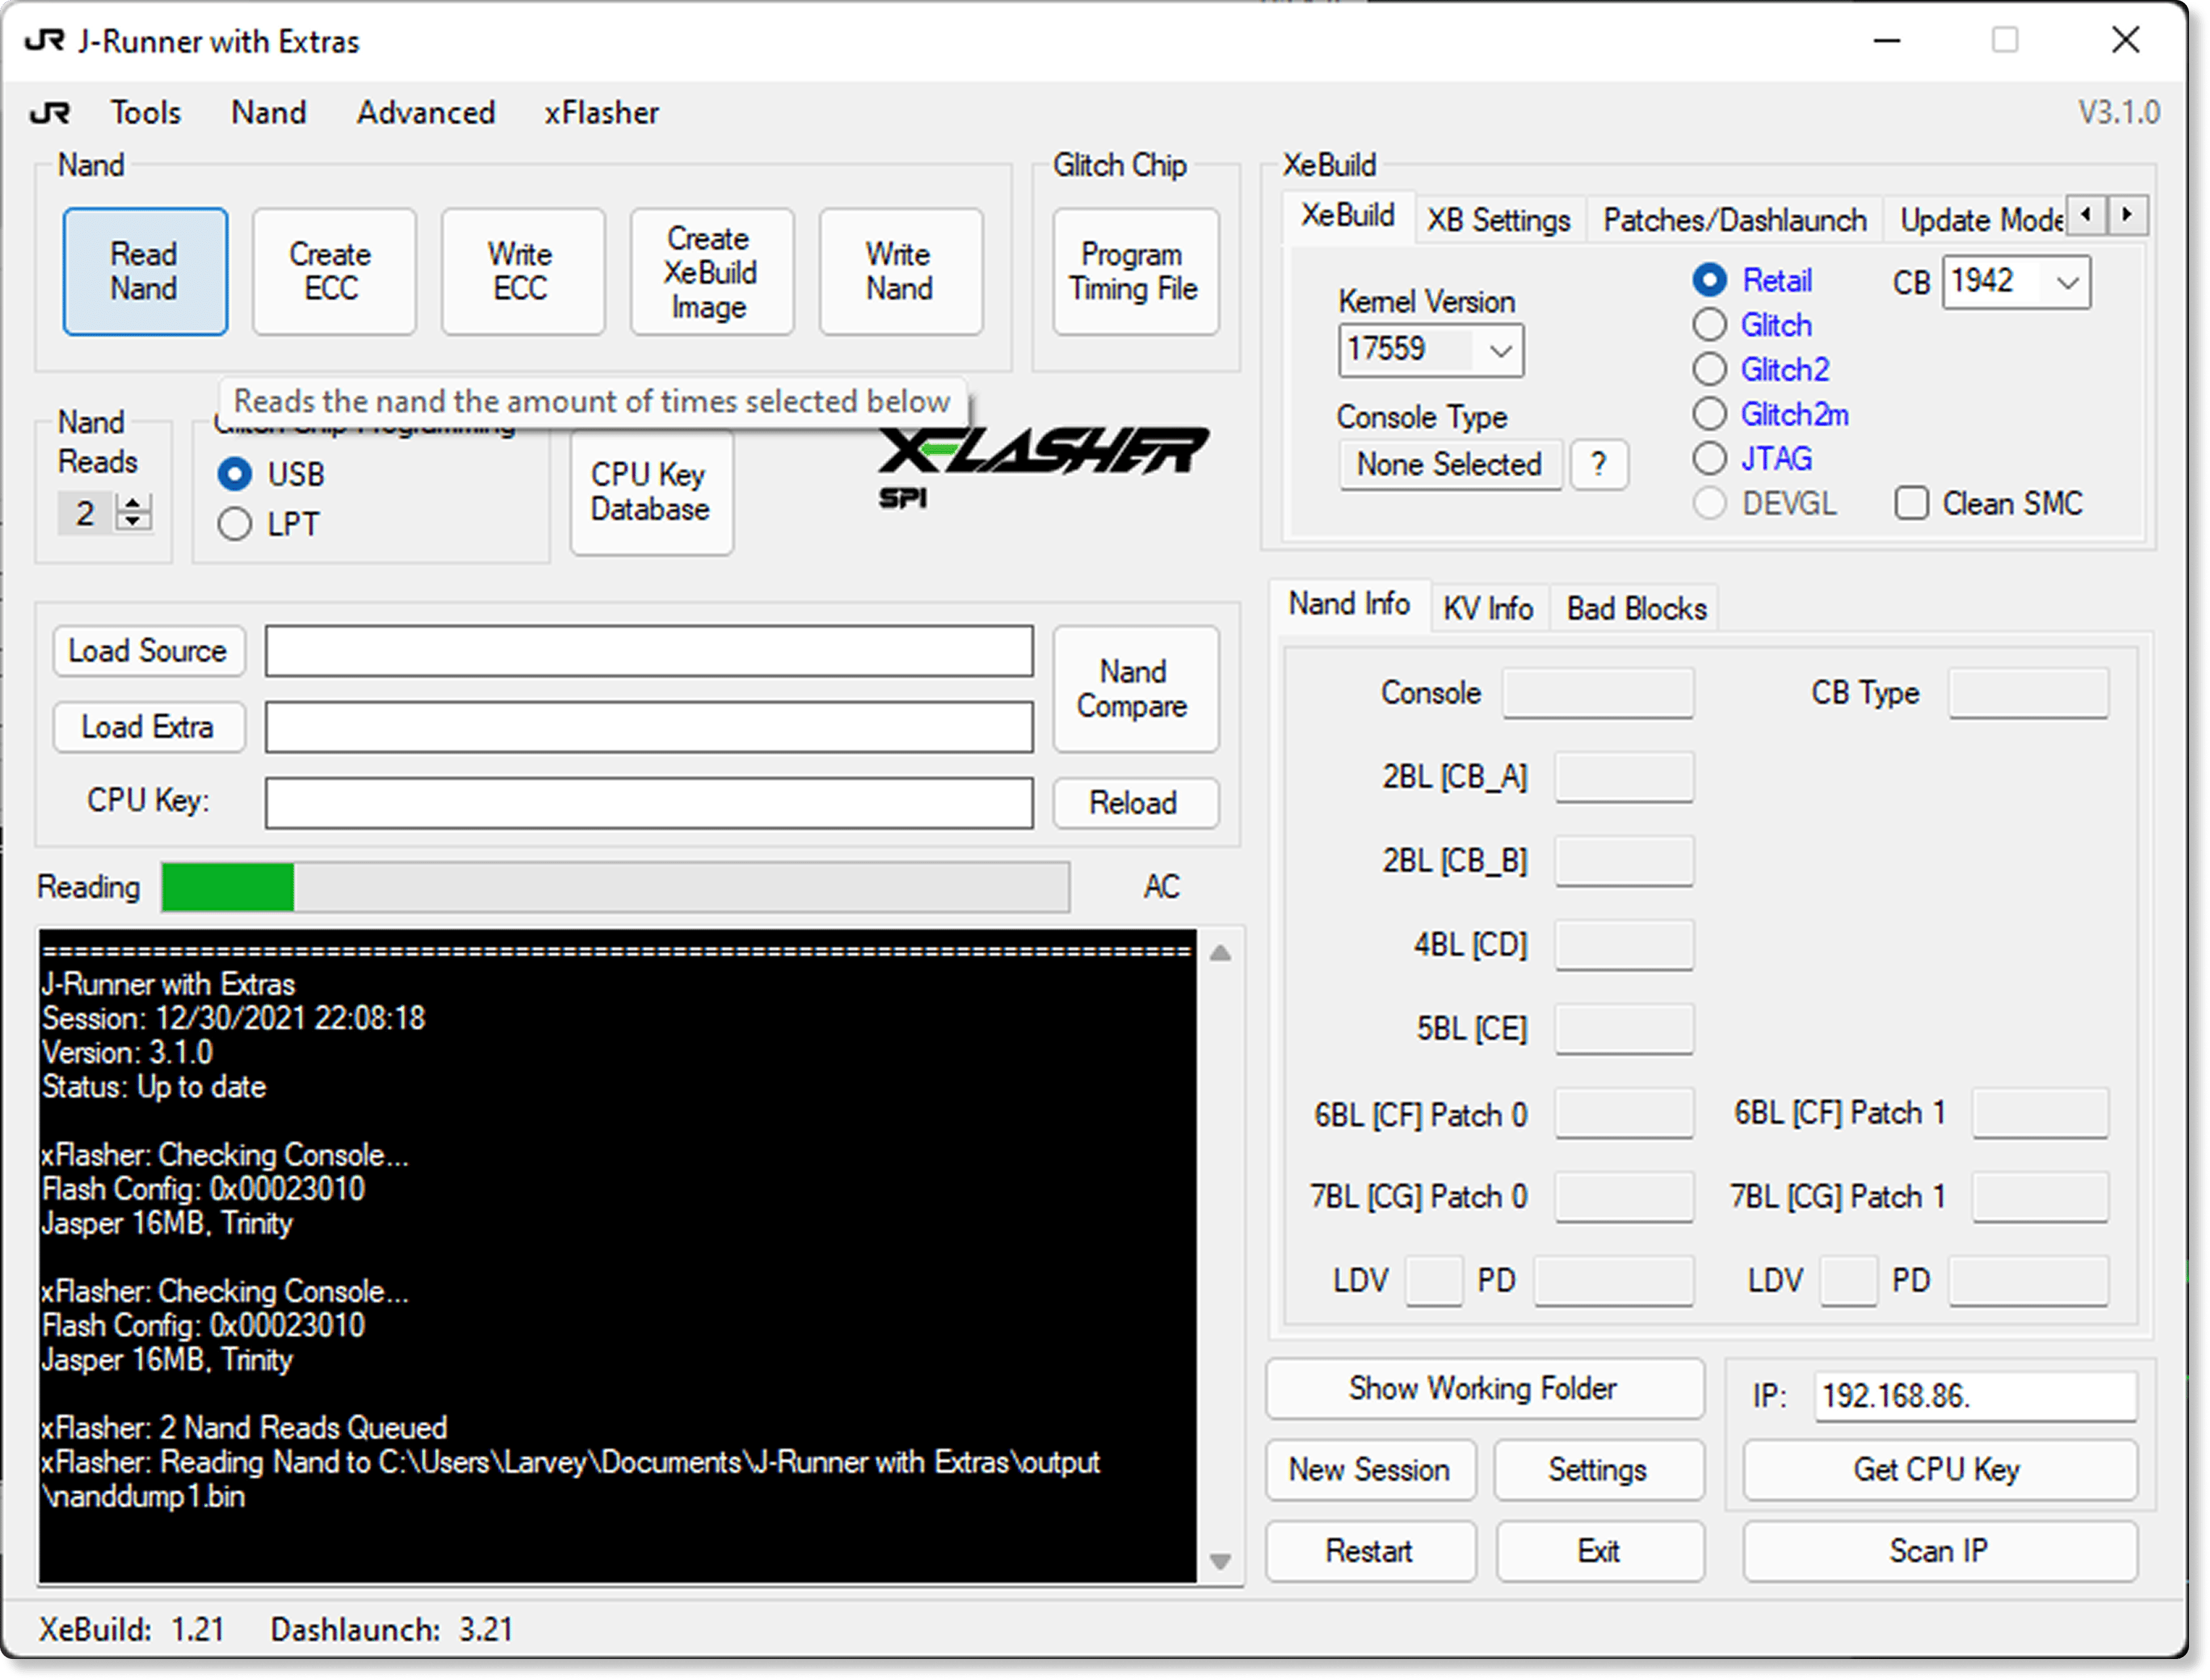 JR J-Runner with Extras
JR Tools Nand Advanced xFlasher V3.1.0
Nand
Read Nand
Create ECC
Write ECC
Create XeBuild Image
Write Nand
Glitch Chip
Program Timing File
Reads the nand the amount of times selected below
Nand Reads
2
Glitch Chip Programming
USB
LPT
CPU Key Database
XFLASHER
SPI
XeBuild
XeBuild XB Settings Patches/Dashlaunch Update Mode
Kernel Version
17559
Console Type
None Selected ?
Retail
Glitch
Glitch2
Glitch2m
JTAG
DEVGL
CB 1942
Clean SMC
Load Source
Load Extra
CPU Key:
Nand Compare
Reload
Reading AC
=========================================================================
J-Runner with Extras
Session: 12/30/2021 22:08:18
Version: 3.1.0
Status: Up to date
xFlasher: Checking Console...
Flash Config: 0x00023010
Jasper 16MB, Trinity
xFlasher: Checking Console...
Flash Config: 0x00023010
Jasper 16MB, Trinity
xFlasher: 2 Nand Reads Queued
xFlasher: Reading Nand to C:\Users\Larvey\Documents\J-Runner with Extras\output
\nanddump1.bin
Nand Info KV Info Bad Blocks
Console CB Type
2BL [CB_A]
2BL [CB_B]
4BL [CD]
5BL [CE]
6BL [CF] Patch 0 6BL [CF] Patch 1
7BL [CG] Patch 0 7BL [CG] Patch 1
LDV PD LDV PD
Show Working Folder
New Session Settings
Restart Exit
IP: 192.168.86.
Get CPU Key
Scan IP
XeBuild: 1.21 Dashlaunch: 3.21